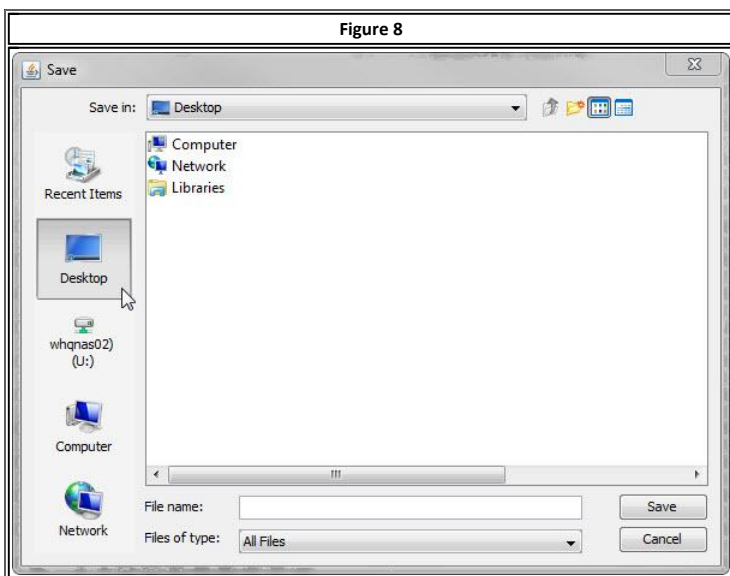 Figure 8
Save
Save in:
Desktop
Computer
Network
Libraries
Recent Items
Desktop
whqnas02)
(U:)
Computer
Network
File name:
Save
Files of type:
All Files
Cancel